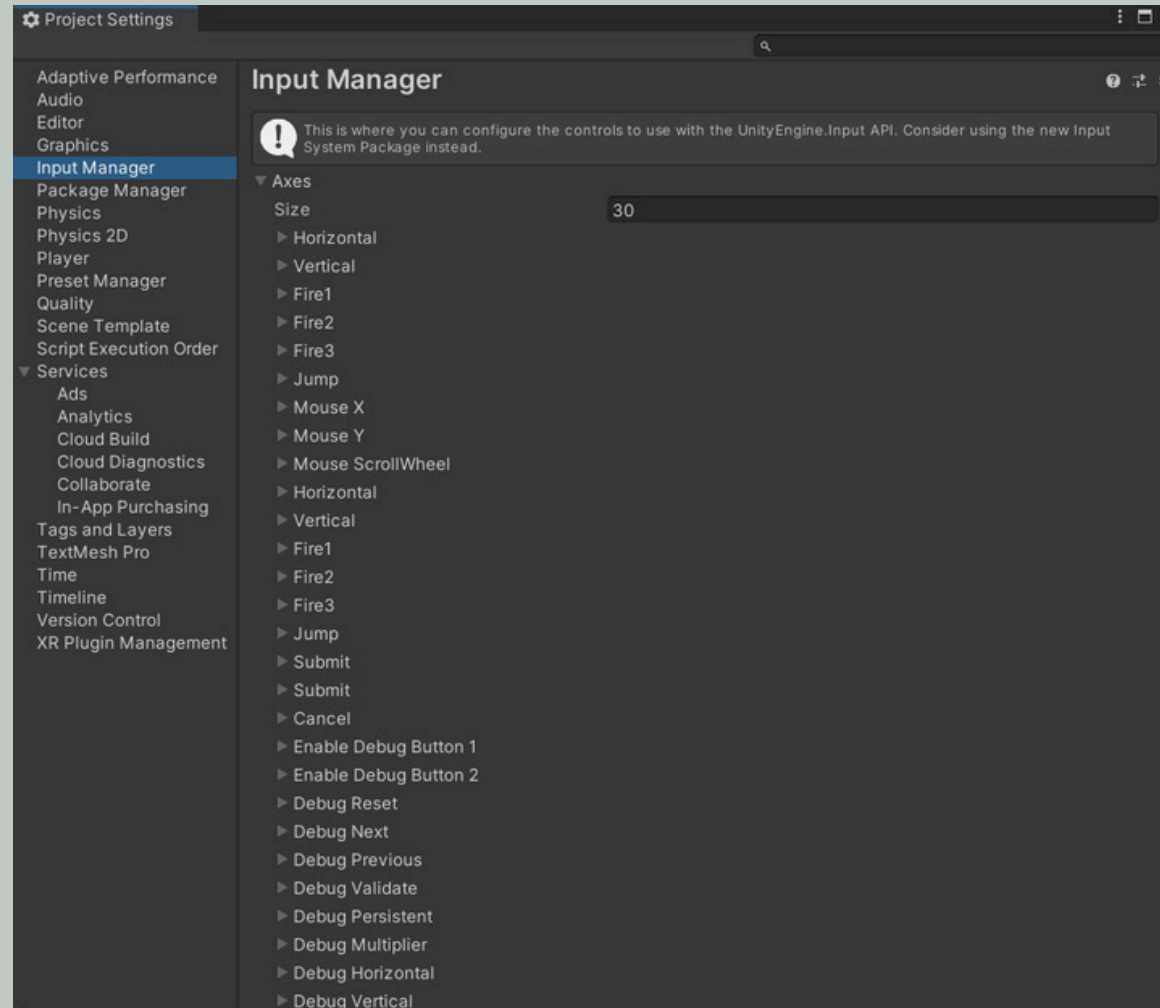 Project Settings
Adaptive Performance
Audio
Editor
Graphics
Input Manager
Package Manager
Physics
Physics 2D
Player
Preset Manager
Quality
Scene Template
Script Execution Order
Services
Ads
Analytics
Cloud Build
Cloud Diagnostics
Collaborate
In-App Purchasing
Tags and Layers
TextMesh Pro
Time
Timeline
Version Control
XR Plugin Management
Input Manager
This is where you can configure the controls to use with the UnityEngine.Input API. Consider using the new Input
System Package instead.
Axes
Size 30
Horizontal
Vertical
Fire1
Fire2
Fire3
Jump
Mouse X
Mouse Y
Mouse ScrollWheel
Horizontal
Vertical
Fire1
Fire2
Fire3
Jump
Submit
Submit
Cancel
Enable Debug Button 1
Enable Debug Button 2
Debug Reset
Debug Next
Debug Previous
Debug Validate
Debug Persistent
Debug Multiplier
Debug Horizontal
Debug Vertical